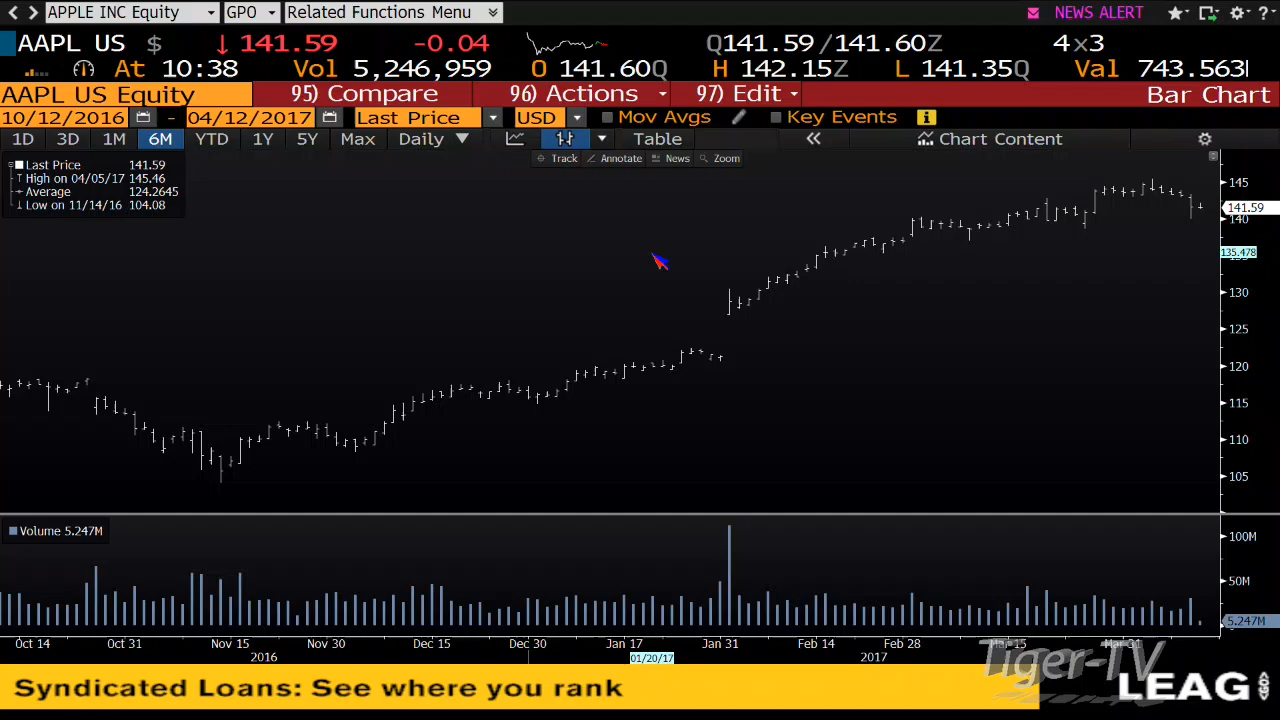 APPLE INC Equity GPO Related Functions Menu NEWS ALERT ?
AAPL US $ ↓ 141.59 -0.04 Q141.59/141.60Z 4x3
At 10:38 Vol 5,246,959 O 141.60Q H 142.15Z L 141.35Q Val 743.563
AAPL US Equity 95) Compare 96) Actions 97) Edit Bar Chart
10/12/2016 - 04/12/2017 Last Price USD Mov Avgs Key Events i
1D 3D 1M 6M YTD 1Y 5Y Max Daily Table « Chart Content
Track Annotate News Zoom
Last Price 141.59
High on 04/05/17 145.46
Average 124.2645
Low on 11/14/16 104.08
145
141.59
140
135.478
130
125
120
115
110
105
Volume 5.247M
100M
50M
5.247M
Oct 14 Oct 31 Nov 15 Nov 30 Dec 15 Dec 30 Jan 17 Jan 31 Feb 14 Feb 28 Mar 15 Mar 31
2016 01/20/17 2017
Tiger-TV
Syndicated Loans: See where you rank
LEAG